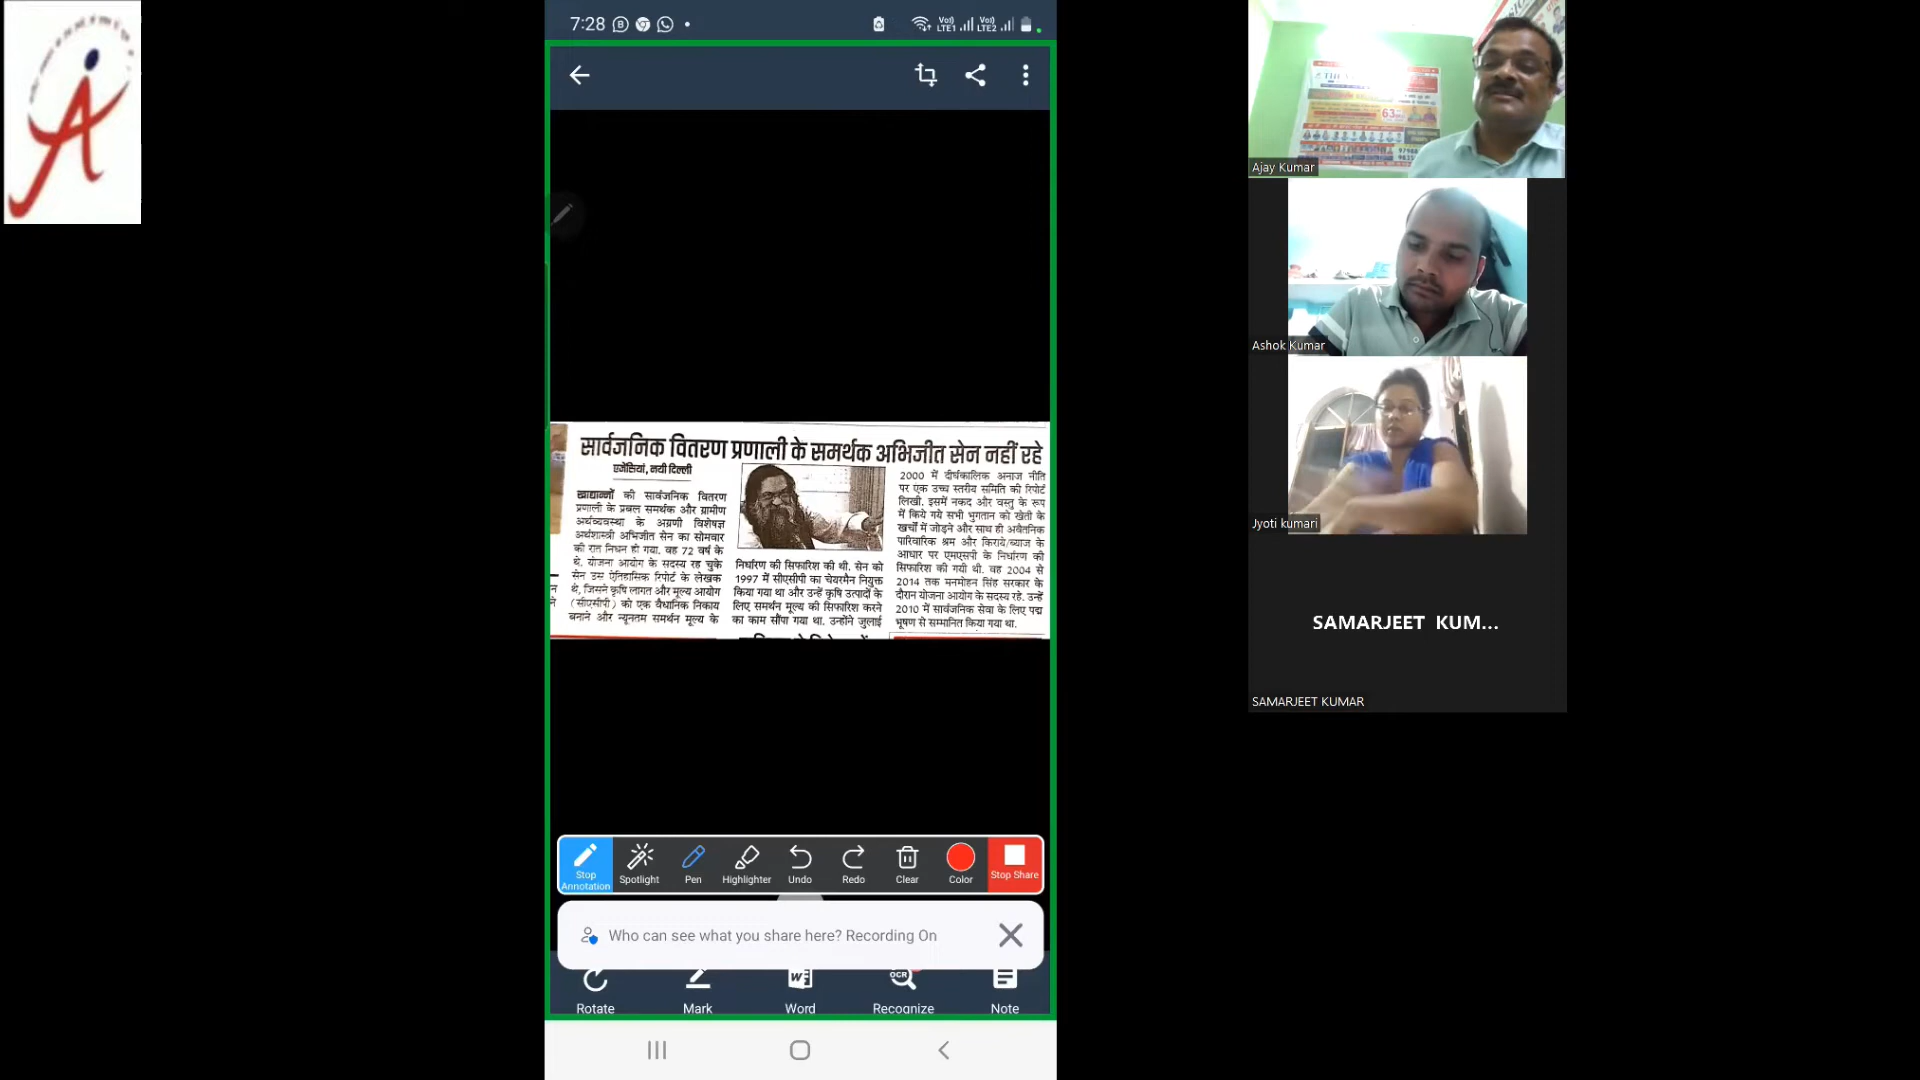 7:28
Vo)) LTE1
Vo)) LTE2
सार्वजनिक वितरण प्रणाली के समर्थक अभिजीत सेन नहीं रहे
एजेंसियां, नयी दिल्ली
खाद्यान्नों की सार्वजनिक वितरण
प्रणाली के प्रबल समर्थक और ग्रामीण
अर्थव्यवस्था के अग्रणी विशेषज्ञ
अर्थशास्त्री अभिजीत सेन का सोमवार
की रात निधन हो गया. वह 72 वर्ष के
थे. योजना आयोग के सदस्य रह चुके
सेन उस ऐतिहासिक रिपोर्ट के लेखक
थे, जिसने कृषि लागत और मूल्य आयोग
(सीएसीपी) को एक वैधानिक निकाय
बनाने और न्यूनतम समर्थन मूल्य के
निर्धारण की सिफारिश की थी. सेन को
1997 में सीएसीपी का चेयरमैन नियुक्त
किया गया था और उन्हें कृषि उत्पादों के
लिए समर्थन मूल्य की सिफारिश करने
का काम सौंपा गया था. उन्होंने जुलाई
2000 में दीर्घकालिक अनाज नीति
पर एक उच्च स्तरीय समिति की रिपोर्ट
लिखी. इसमें नकद और वस्तु के रूप
में किये गये सभी भुगतान को खेती के
खर्चों में जोड़ने और साथ ही अवैतनिक
पारिवारिक श्रम और किराये/ब्याज के
आधार पर एमएसपी के निर्धारण की
सिफारिश की गयी थी. वह 2004 से
2014 तक मनमोहन सिंह सरकार के
दौरान योजना आयोग के सदस्य रहे. उन्हें
2010 में सार्वजनिक सेवा के लिए पद्म
भूषण से सम्मानित किया गया था.
Stop Annotation
Spotlight
Pen
Highlighter
Undo
Redo
Clear
Color
Stop Share
Who can see what you share here? Recording On
Rotate
Mark
Word
OCR
Recognize
Note
63
Ajay Kumar
Ashok Kumar
Jyoti kumari
SAMARJEET KUM...
SAMARJEET KUMAR